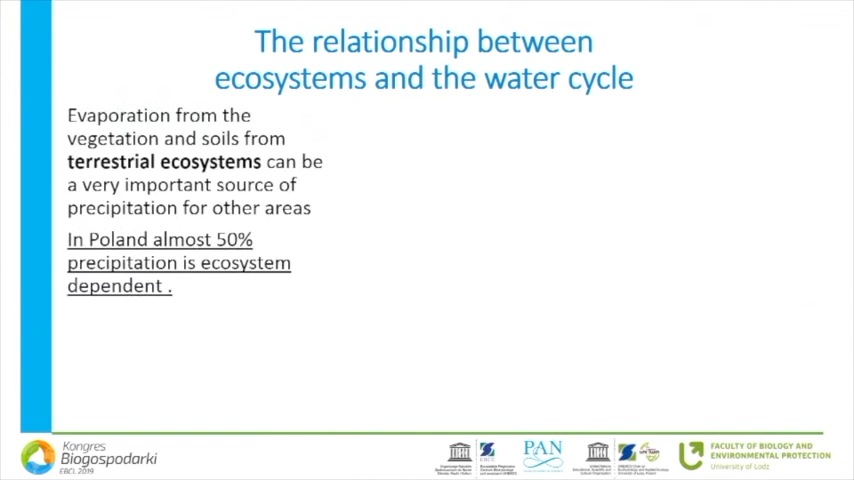 The relationship between
ecosystems and the water cycle
Evaporation from the
vegetation and soils from
terrestrial ecosystems can be
a very important source of
precipitation for other areas
In Poland almost 50%
precipitation is ecosystem
dependent .
Kongres
Biogospodarki
EBCL 2019
PAN
FACULTY OF BIOLOGY AND
ENVIRONMENTAL PROTECTION
University of Lodz